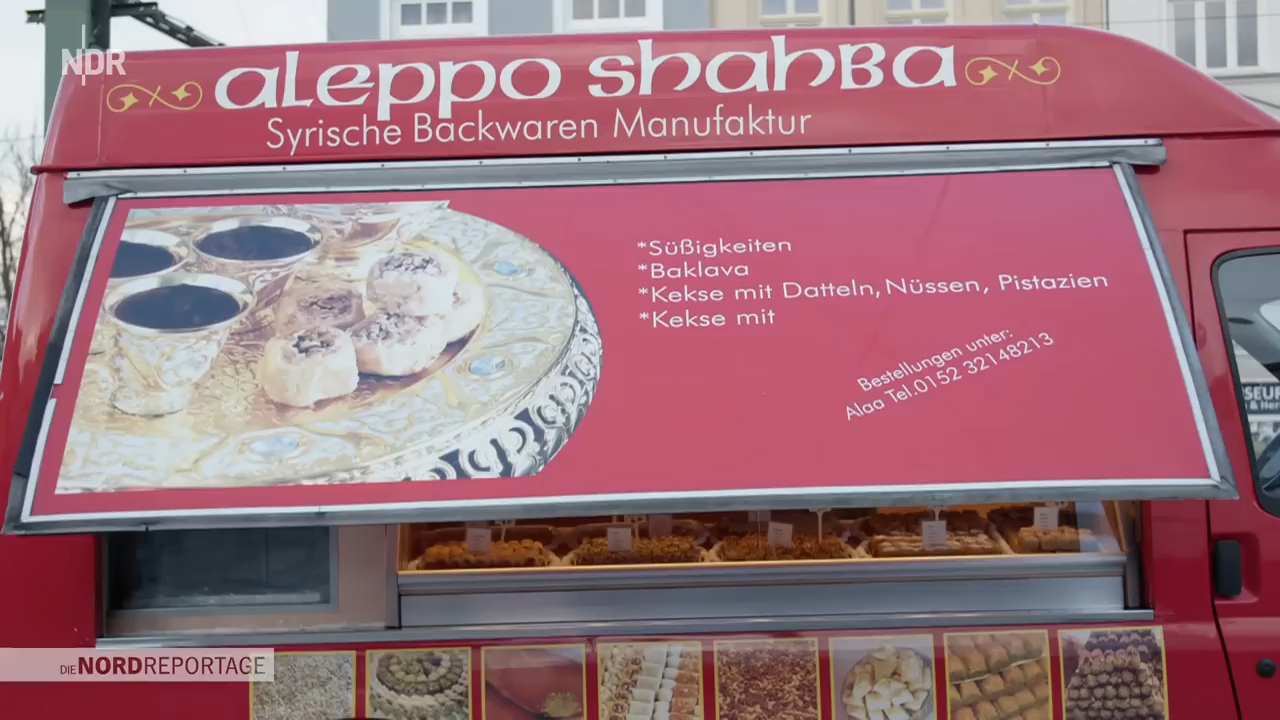 NDR
aleppo shahba
Syrische Backwaren Manufaktur
*Süßigkeiten
*Baklava
*Kekse mit Datteln, Nüssen, Pistazien
*Kekse mit
Bestellungen unter:
Alaa Tel.0152 32148213
DIE NORDREPORTAGE